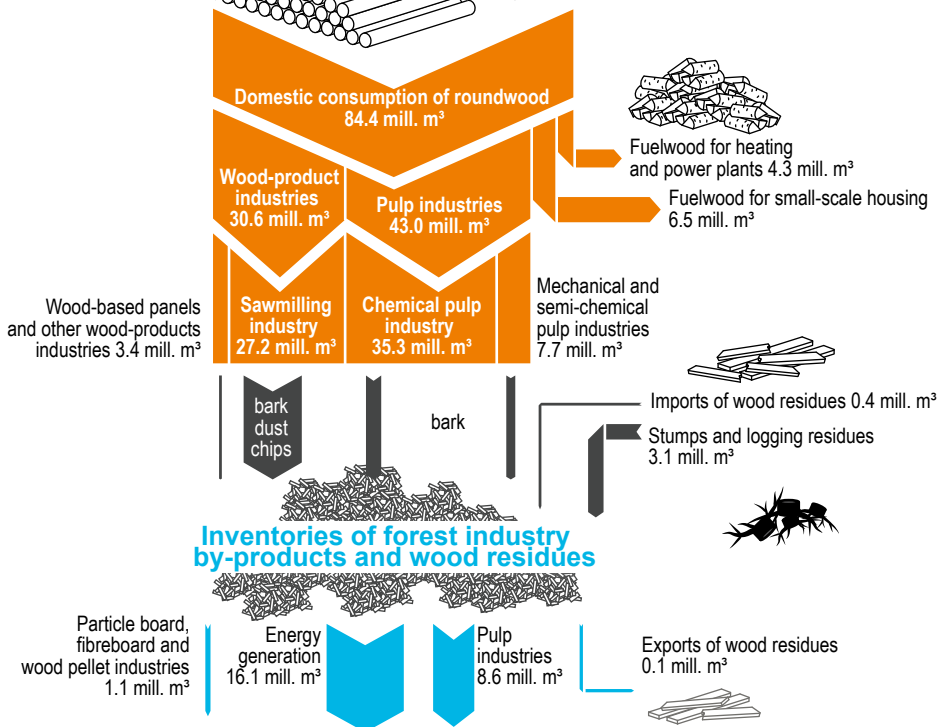 Domestic consumption of roundwood
84.4 mill. m³
Fuelwood for heating
and power plants 4.3 mill. m³
Wood-product
industries
30.6 mill. m³
Pulp industries
43.0 mill. m³
Fuelwood for small-scale housing
6.5 mill. m³
Wood-based panels
and other wood-products
industries 3.4 mill. m³
Sawmilling
industry
27.2 mill. m³
Chemical pulp
industry
35.3 mill. m³
Mechanical and
semi-chemical
pulp industries
7.7 mill. m³
bark
dust
chips
bark
Imports of wood residues 0.4 mill. m³
Stumps and logging residues
3.1 mill. m³
Inventories of forest industry
by-products and wood residues
Particle board,
fibreboard and
wood pellet industries
1.1 mill. m³
Energy
generation
16.1 mill. m³
Pulp
industries
8.6 mill. m³
Exports of wood residues
0.1 mill. m³